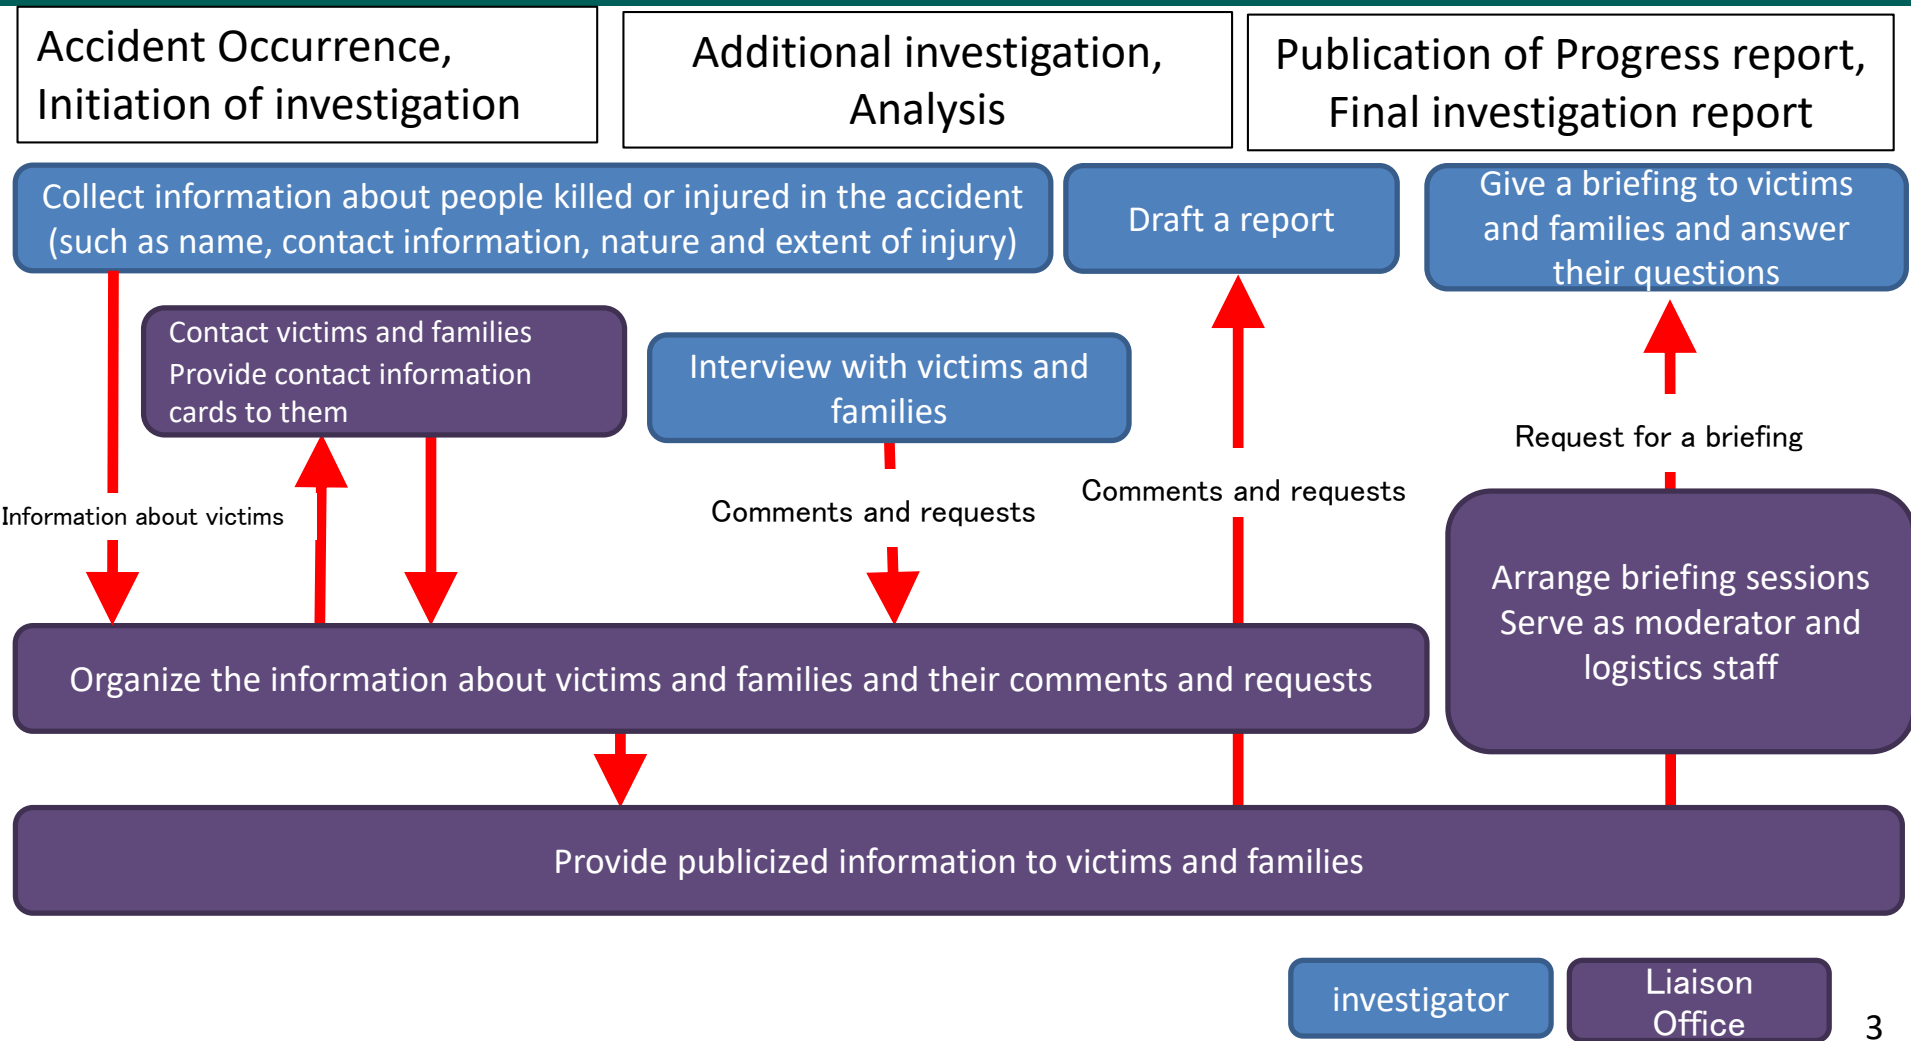 Accident Occurrence,
Initiation of investigation
Additional investigation,
Analysis
Publication of Progress report,
Final investigation report
Collect information about people killed or injured in the accident
(such as name, contact information, nature and extent of injury)
Draft a report
Give a briefing to victims
and families and answer
their questions
Contact victims and families
Provide contact information
cards to them
Interview with victims and
families
Request for a briefing
Information about victims
Comments and requests
Comments and requests
Arrange briefing sessions
Serve as moderator and
logistics staff
Organize the information about victims and families and their comments and requests
Provide publicized information to victims and families
investigator
Liaison
Office
3